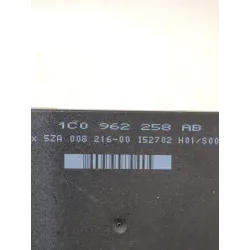 1C0 962 258 AB
x 5ZA 008 216-00 I52702 H01/S00